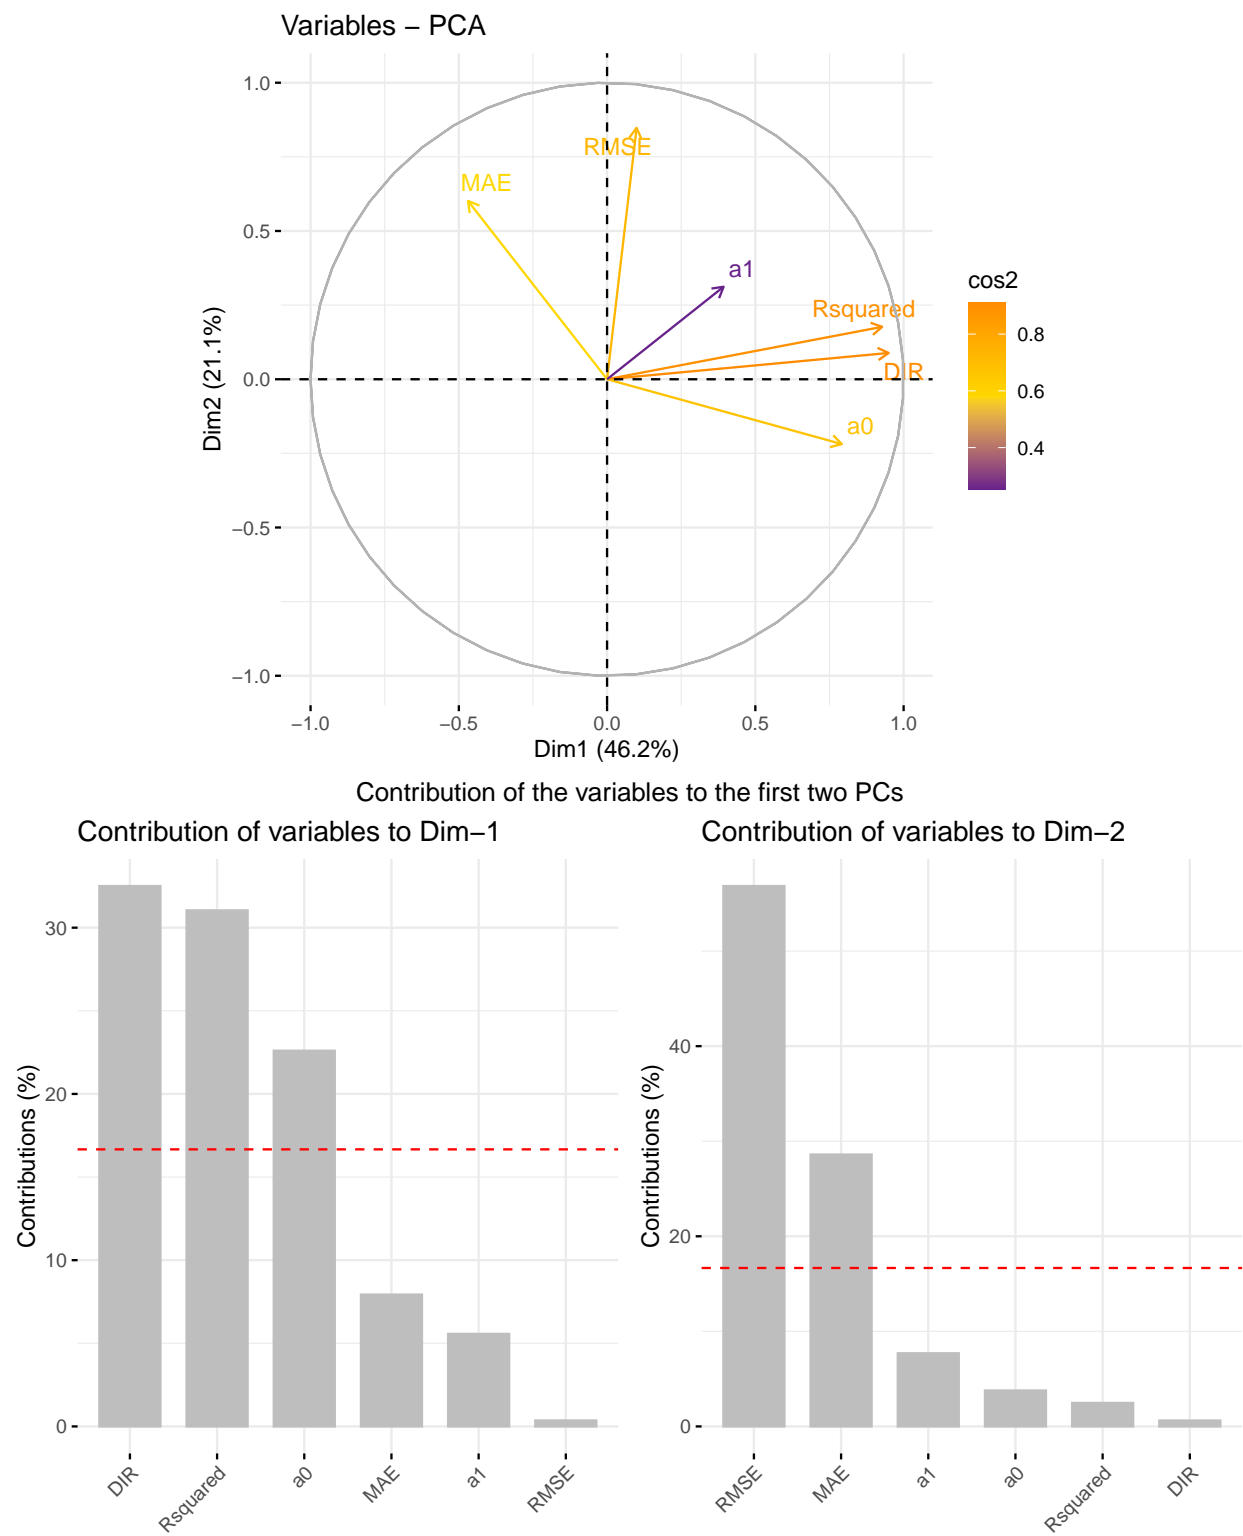 Variables − PCA
1.0
0.5
0.0
−0.5
−1.0
Dim2 (21.1%)
RMSE
MAE
a1
Rsquared
DIR
a0
−1.0
−0.5
0.0
0.5
1.0
Dim1 (46.2%)
cos2
0.8
0.6
0.4
Contribution of the variables to the first two PCs
Contribution of variables to Dim−1
Contributions (%)
30
20
10
0
DIR
Rsquared
a0
MAE
a1
RMSE
Contribution of variables to Dim−2
Contributions (%)
40
20
0
RMSE
MAE
a1
a0
Rsquared
DIR